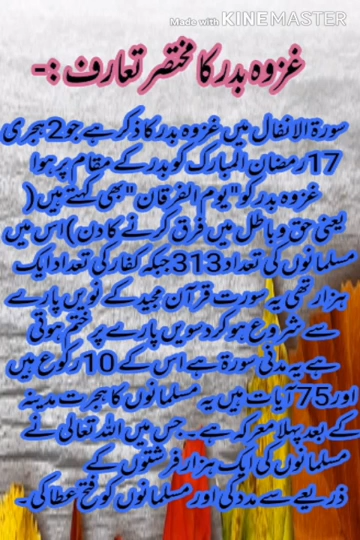 Made with KINEMASTER
غزوہ بدر کا مختصر تعارف :-
سورۃ الانفال میں غزوہ بدر کا ذکر ہے جو 2 ہجری
17 رمضان المبارک کو بدر کے مقام پر ہوا
غزوہ بدر کو "یوم الفرقان" بھی کہتے ہیں (
یعنی حق و باطل میں فرق کرنے کا دن) اس میں
مسلمانوں کی تعداد 313 جبکہ کفار کی تعداد ایک
ہزار تھی یہ سورت قرآن مجید کے نویں پارے
سے شروع ہو کر دسویں پارے پر ختم ہوتی
ہے یہ مدنی سورۃ ہے اس کے 10 رکوع ہیں
اور 75 آیات ہیں یہ مسلمانوں کا ہجرت مدینہ
کے بعد پہلا معرکہ ہے۔ جس میں اللہ تعالی نے
مسلمانوں کی ایک ہزار فرشتوں کے
ذریعے سے مدد کی اور مسلمانوں کو فتح عطا کی۔